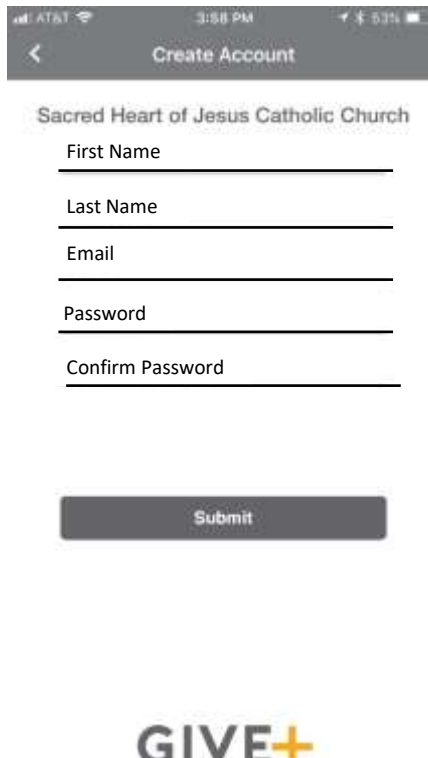 AT&T 3:58 PM 53%
Create Account
Sacred Heart of Jesus Catholic Church
First Name
Last Name
Email
Password
Confirm Password
Submit
GIVE+